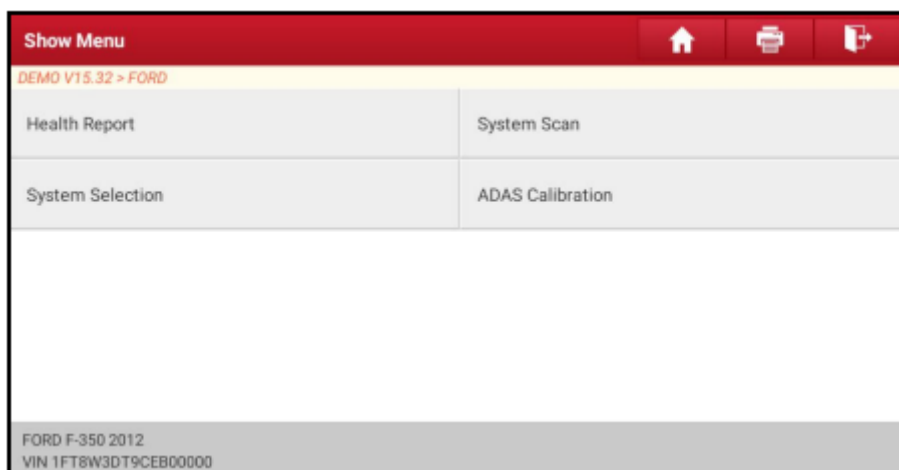 Show Menu
DEMO V15.32 > FORD
Health Report
System Scan
System Selection
ADAS Calibration
FORD F-350 2012
VIN 1FT8W3DT9CEB00000